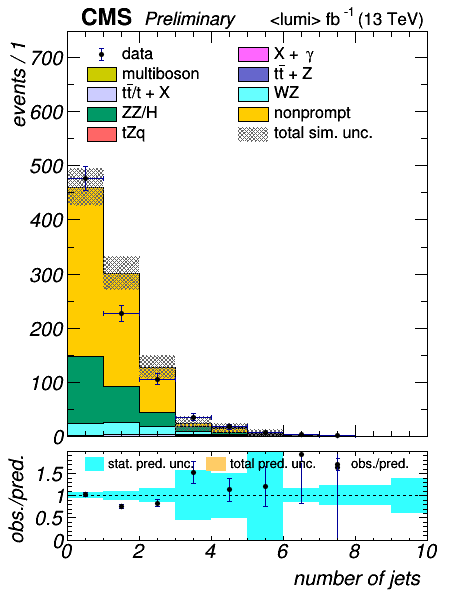 CMS Preliminary <lumi> fb⁻¹ (13 TeV)
events / 1
data
X + γ
multiboson
tt̄ + Z
tt̄/t + X
WZ
ZZ/H
nonprompt
tZq
total sim. unc.
700
600
500
400
300
200
100
0
obs./pred.
stat. pred. unc.
total pred. unc.
obs./pred.
1.5
1
0.5
0
0 2 4 6 8 10
number of jets